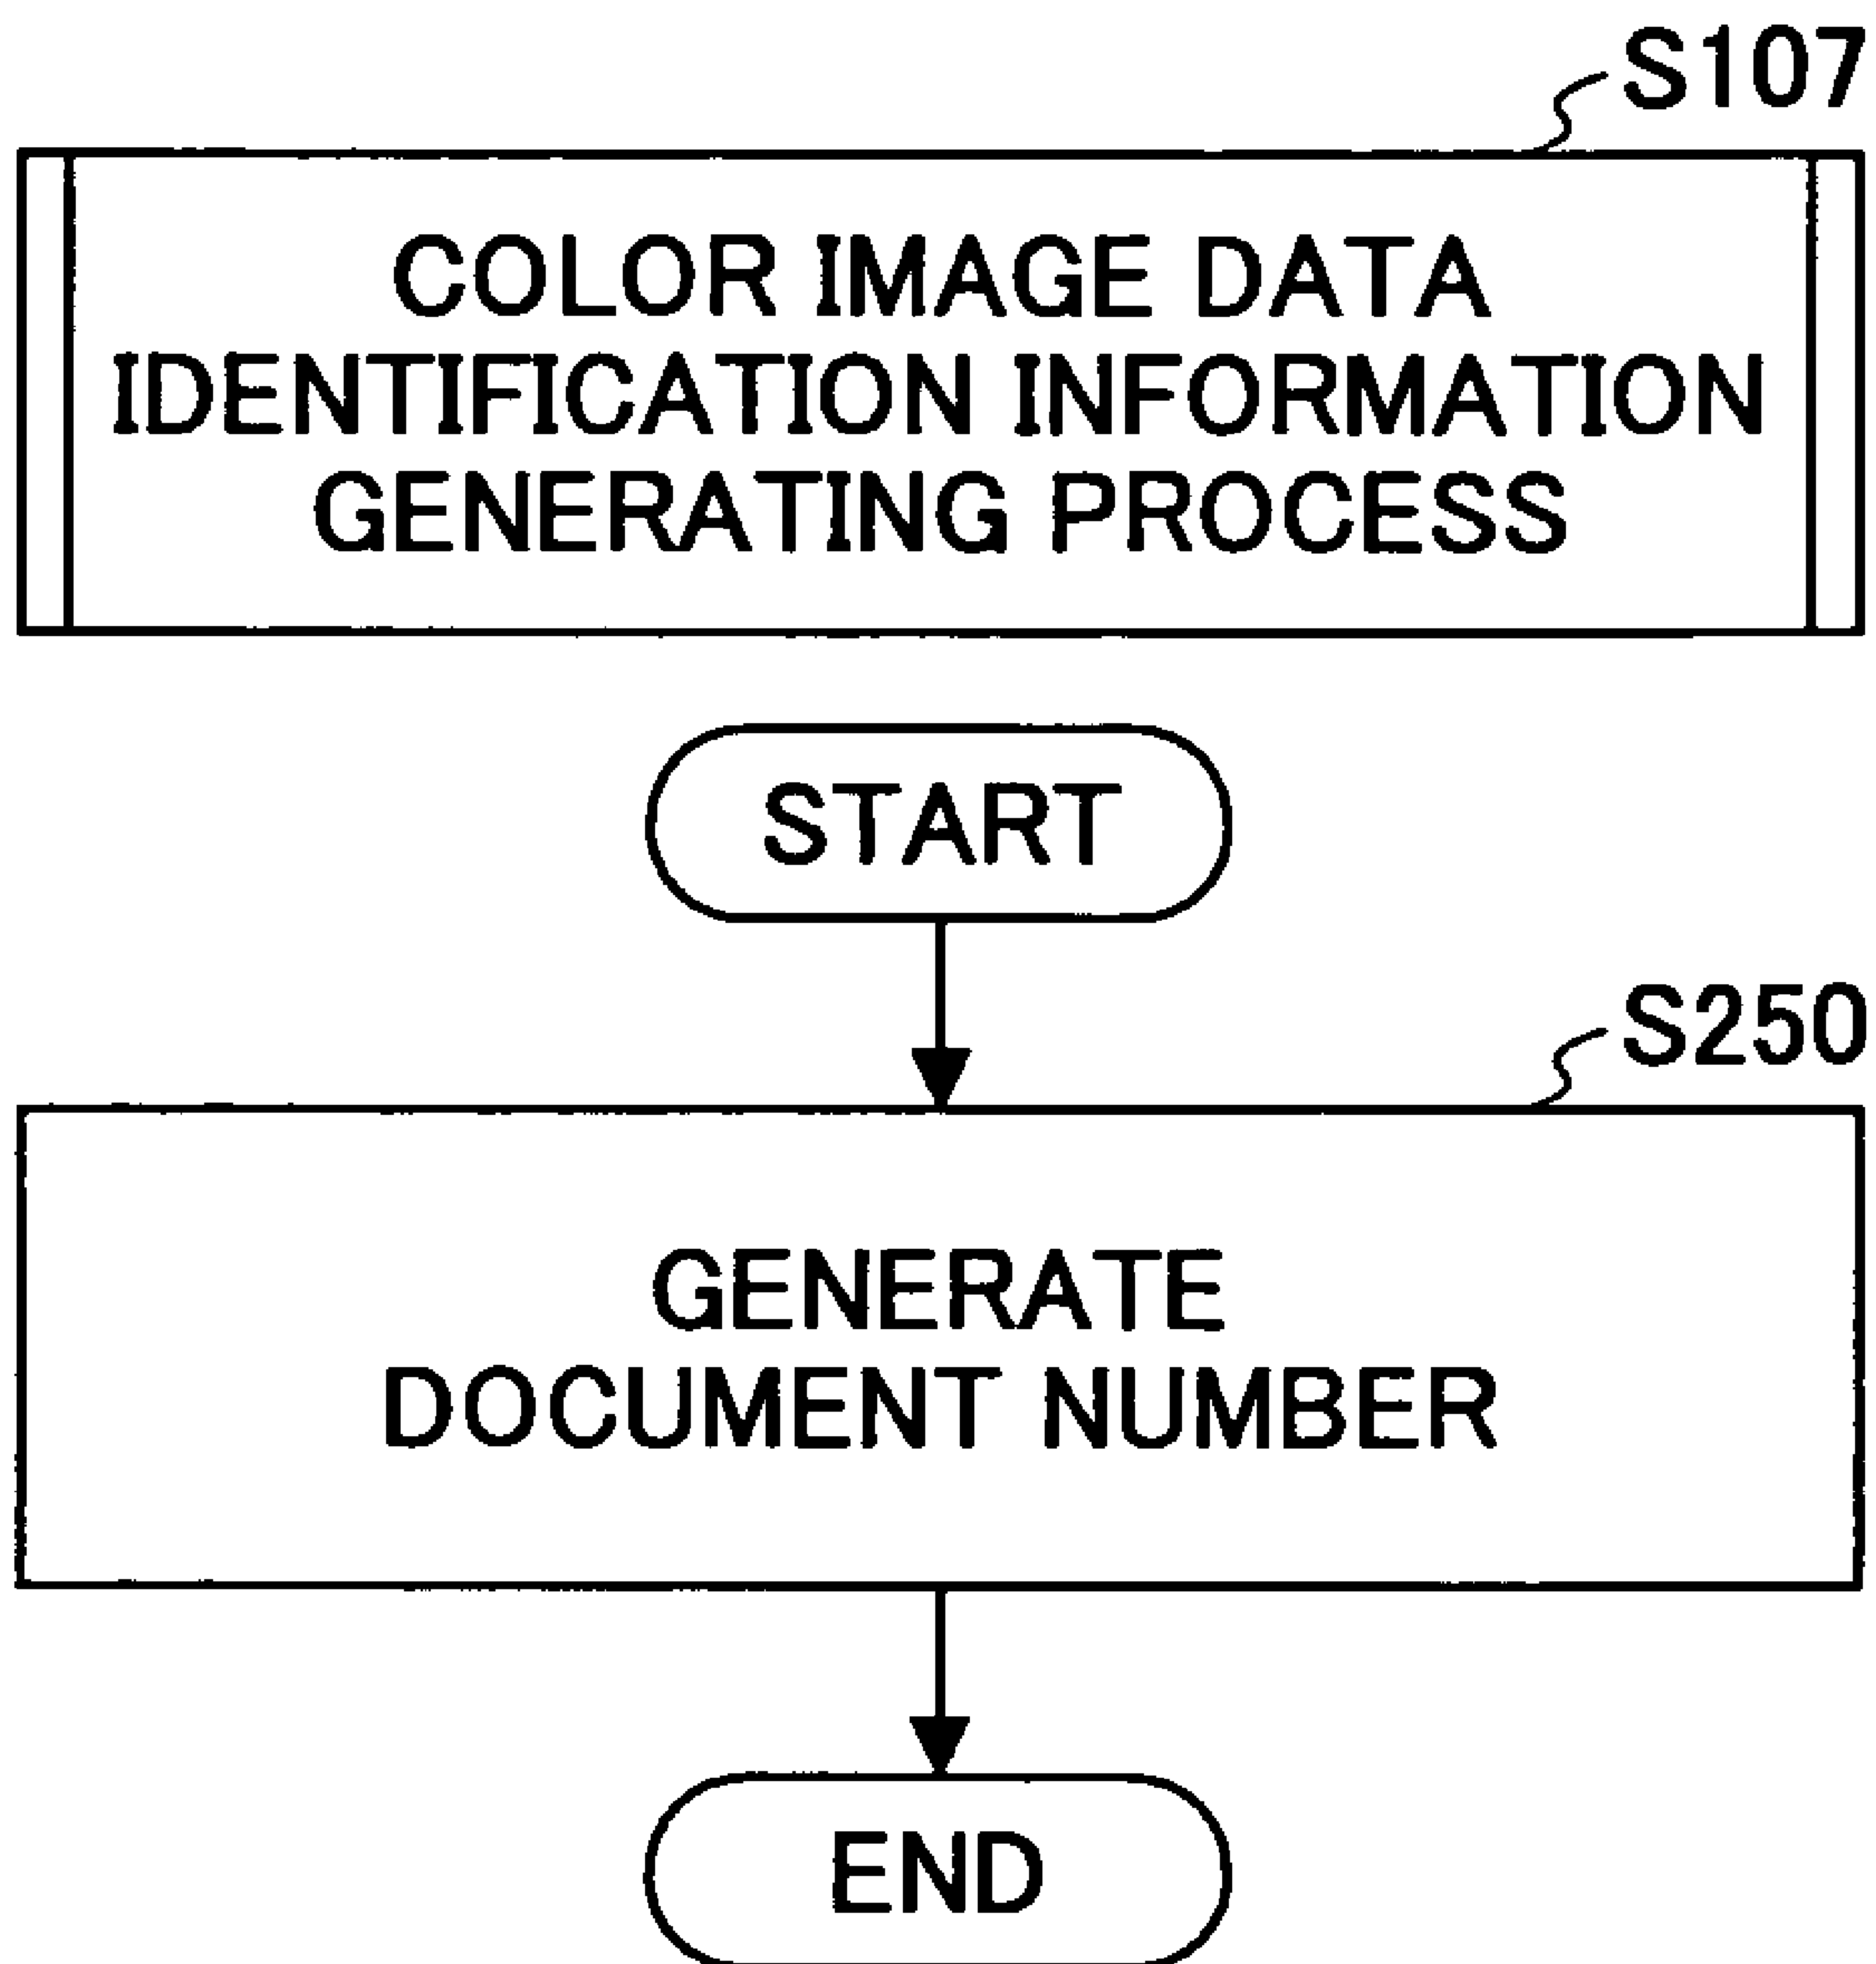 S107
COLOR IMAGE DATA
IDENTIFICATION INFORMATION
GENERATING PROCESS
START
S250
GENERATE
DOCUMENT NUMBER
END